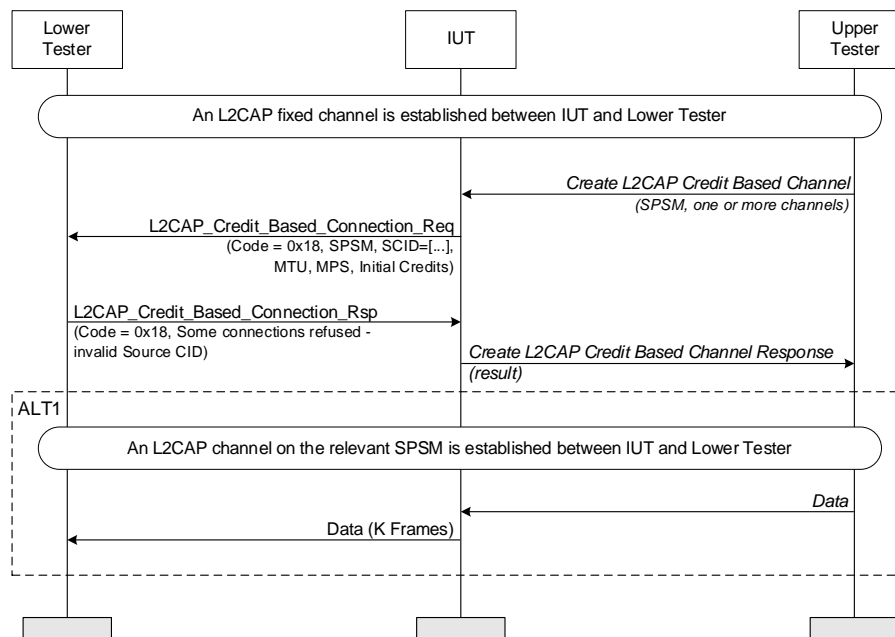 Lower
Tester
IUT
Upper
Tester
An L2CAP fixed channel is established between IUT and Lower Tester
Create L2CAP Credit Based Channel
(SPSM, one or more channels)
L2CAP_Credit_Based_Connection_Req
(Code = 0x18, SPSM, SCID=[...],
MTU, MPS, Initial Credits)
L2CAP_Credit_Based_Connection_Rsp
(Code = 0x18, Some connections refused -
invalid Source CID)
Create L2CAP Credit Based Channel Response
(result)
ALT1
An L2CAP channel on the relevant SPSM is established between IUT and Lower Tester
Data
Data (K Frames)